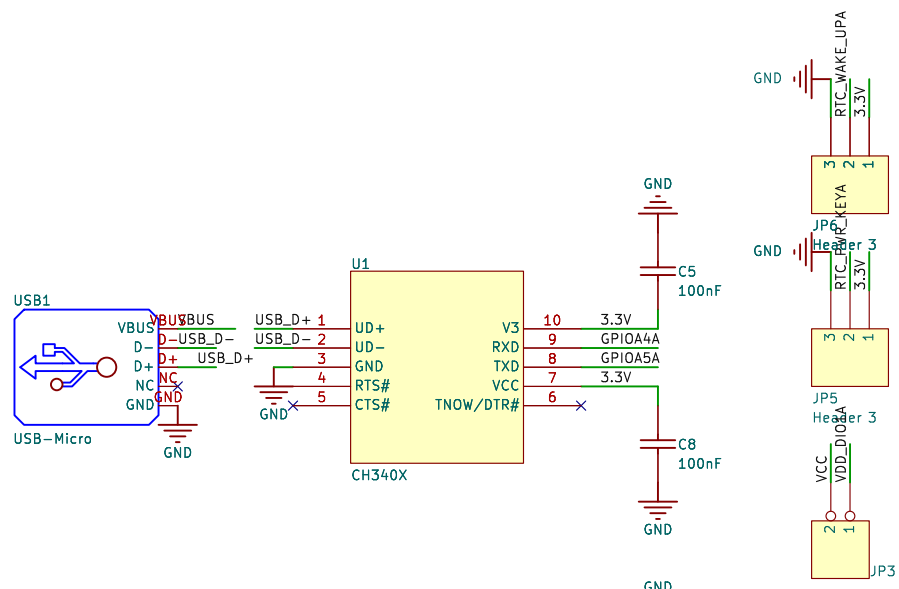 GND
RTC_WAKE_UPA
3.3V
3
2
1
JP6
Header 3
GND
RTC_PWR_KEYA
3.3V
3
2
1
JP5
Header 3
VCC
VDD_DIO1A
2
1
JP3
USB1
VBUS
VBUS
VBUS
D-
D-
USB_D-
D+
D+
USB_D+
NC
NC
GND
GND
USB-Micro
GND
U1
USB_D+
1
UD+
USB_D-
2
UD-
3
GND
4
RTS#
5
CTS#
GND
V3
10
3.3V
RXD
9
GPIOA4A
TXD
8
GPIOA5A
VCC
7
3.3V
TNOW/DTR#
6
CH340X
GND
C5
100nF
C8
100nF
GND
GND